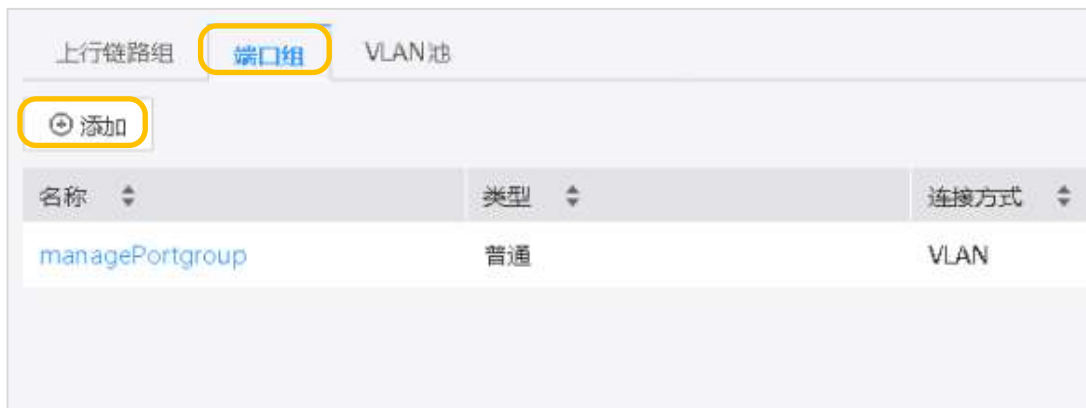 上行链路组 端口组 VLAN池
添加
名称 类型 连接方式
managePortgroup 普通 VLAN